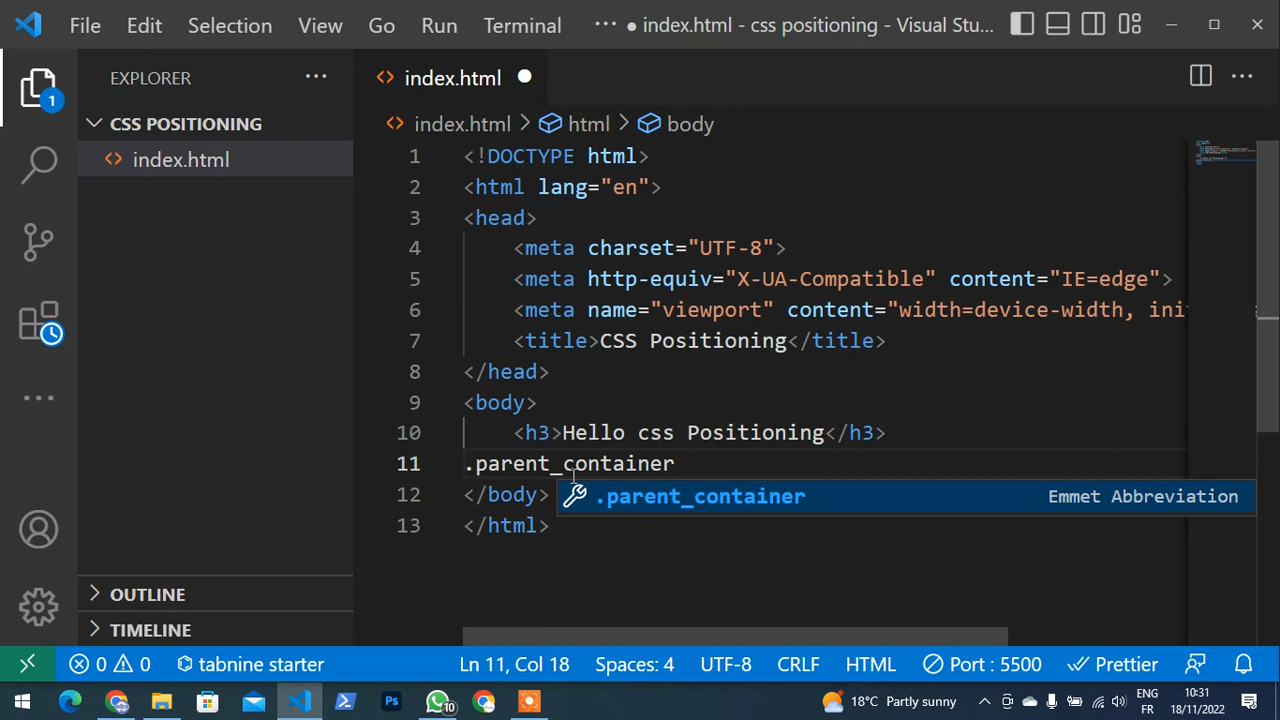 File Edit Selection View Go Run Terminal ··· ● index.html - css positioning - Visual Stu...
EXPLORER ···
index.html ●
1
CSS POSITIONING
index.html
index.html > html > body
1 <!DOCTYPE html>
2 <html lang="en">
3 <head>
4 <meta charset="UTF-8">
5 <meta http-equiv="X-UA-Compatible" content="IE=edge">
6 <meta name="viewport" content="width=device-width, ini
7 <title>CSS Positioning</title>
8 </head>
9 <body>
10 <h3>Hello css Positioning</h3>
11 .parent_container
.parent_container Emmet Abbreviation
12 </body>
13 </html>
OUTLINE
TIMELINE
0 0 tabnine starter Ln 11, Col 18 Spaces: 4 UTF-8 CRLF HTML Port : 5500 Prettier
Ps 10 18°C Partly sunny ENG FR 10:31 18/11/2022